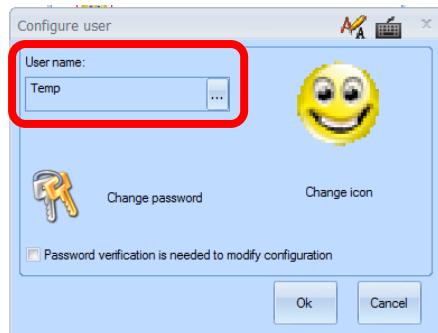 Configure user
User name:
Temp
...
Change password
Change icon
Password verification is needed to modify configuration
Ok
Cancel